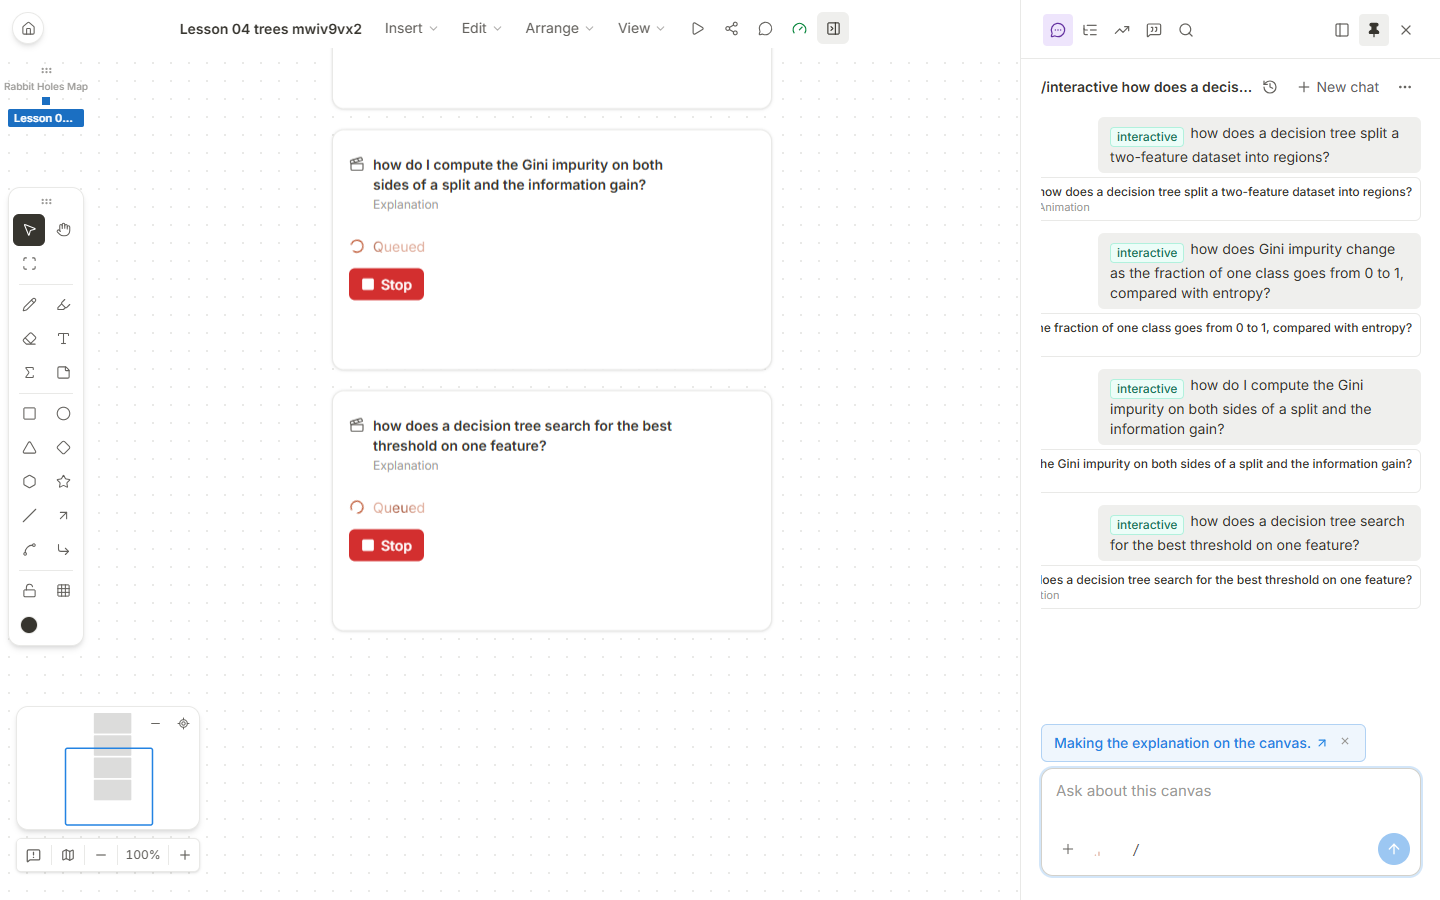 Lesson 04 trees mwiv9vx2
Insert
Edit
Arrange
View
Rabbit Holes Map
Lesson 0...
how do I compute the Gini impurity on both
sides of a split and the information gain?
Explanation
Queued
Stop
how does a decision tree search for the best
threshold on one feature?
Explanation
Queued
Stop
100%
/interactive how does a decis...
New chat
interactive how does a decision tree split a
two-feature dataset into regions?
how does a decision tree split a two-feature dataset into regions?
Animation
interactive how does Gini impurity change
as the fraction of one class goes from 0 to 1,
compared with entropy?
he fraction of one class goes from 0 to 1, compared with entropy?
interactive how do I compute the Gini
impurity on both sides of a split and the
information gain?
he Gini impurity on both sides of a split and the information gain?
interactive how does a decision tree search
for the best threshold on one feature?
does a decision tree search for the best threshold on one feature?
tion
Making the explanation on the canvas.
Ask about this canvas
/